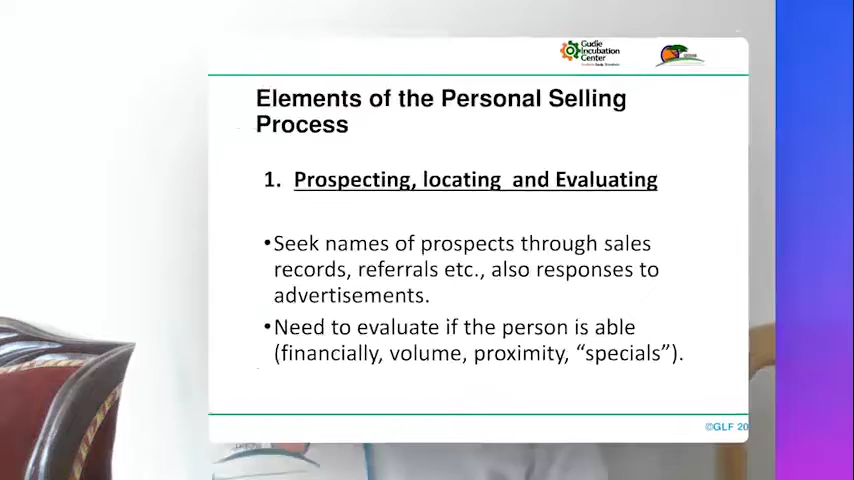 Gudie
Incubation
Center
Elements of the Personal Selling
Process
1. Prospecting, locating and Evaluating
•Seek names of prospects through sales
records, referrals etc., also responses to
advertisements.
•Need to evaluate if the person is able
(financially, volume, proximity, “specials”).
©GLF 20